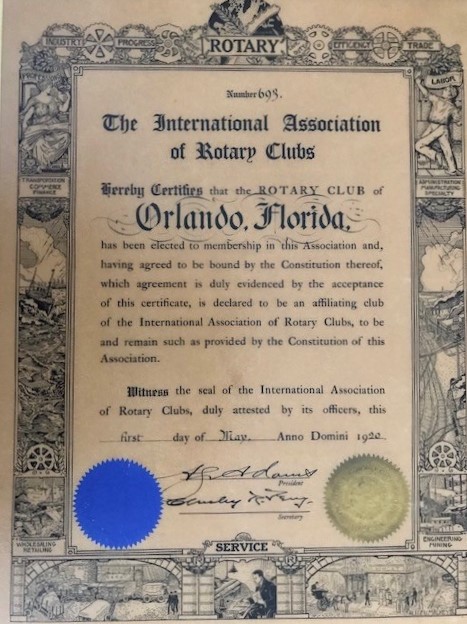 ROTARY
INDUSTRY PROGRESS EFFICIENCY TRADE
PROFIT
LABOR
Number 693.
The International Association
of Rotary Clubs
TRANSPORTATION
COMMERCE
FINANCE
ADMINISTRATION
MANUFACTURING
SPECIALTY
Hereby Certifies that the ROTARY CLUB of
Orlando, Florida,
has been elected to membership in this Association and,
having agreed to be bound by the Constitution thereof,
which agreement is duly evidenced by the acceptance
of this certificate, is declared to be an affiliating club
of the International Association of Rotary Clubs, to be
and remain such as provided by the Constitution of this
Association.
Witness the seal of the International Association
of Rotary Clubs, duly attested by its officers, this
first day of May, Anno Domini 1920
President
Secretary
WHOLESALING
RETAILING
ENGINEERING
MINING
SERVICE